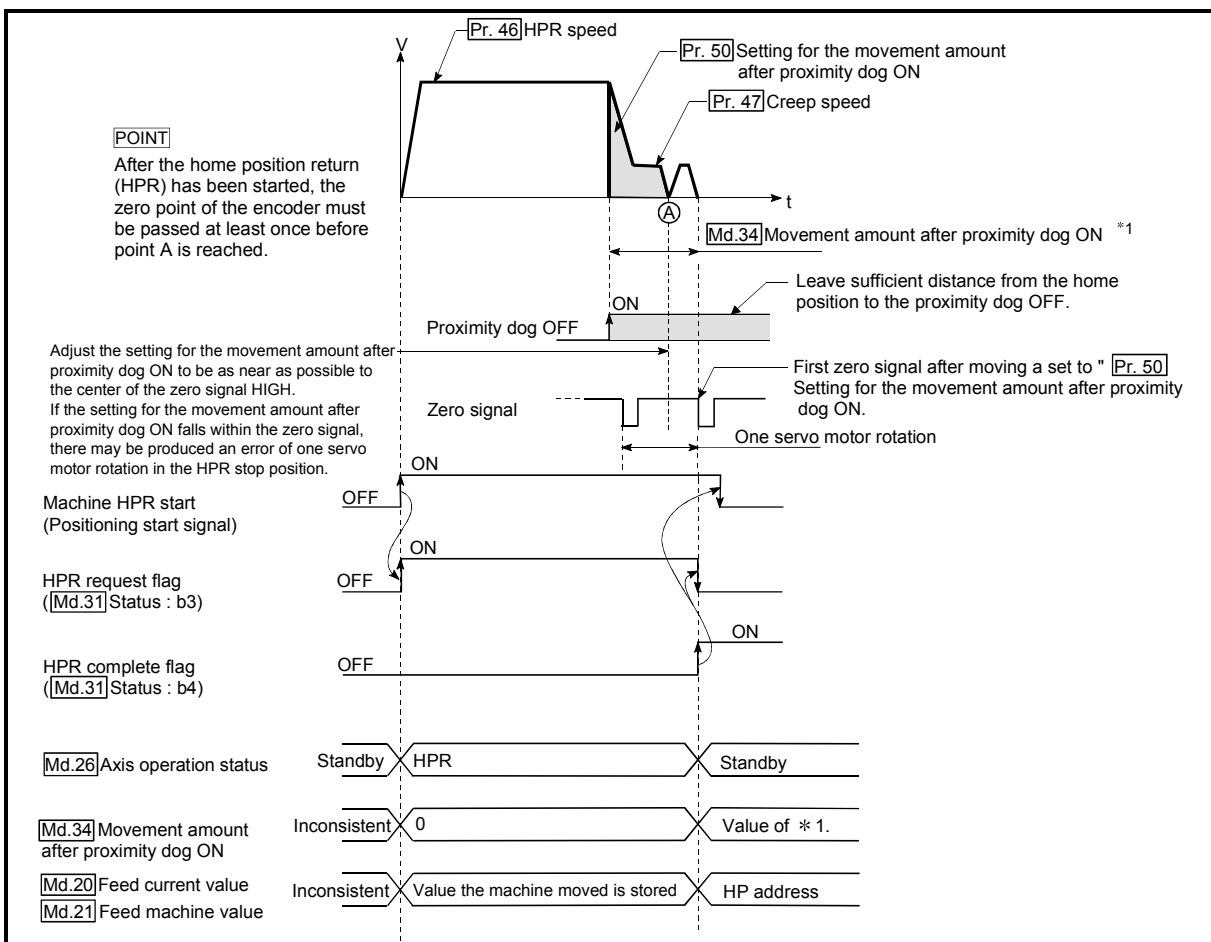 V
Pr. 46 HPR speed
Pr. 50 Setting for the movement amount
after proximity dog ON
Pr. 47 Creep speed
POINT
After the home position return
(HPR) has been started, the
zero point of the encoder must
be passed at least once before
point A is reached.
t
A
Md.34 Movement amount after proximity dog ON *1
Leave sufficient distance from the home
position to the proximity dog OFF.
ON
Proximity dog OFF
Adjust the setting for the movement amount after
proximity dog ON to be as near as possible to
the center of the zero signal HIGH.
If the setting for the movement amount after
proximity dog ON falls within the zero signal,
there may be produced an error of one servo
motor rotation in the HPR stop position.
First zero signal after moving a set to " Pr. 50
Setting for the movement amount after proximity
dog ON.
Zero signal
One servo motor rotation
ON
Machine HPR start
(Positioning start signal)
OFF
ON
HPR request flag
( Md.31 Status : b3)
OFF
ON
HPR complete flag
( Md.31 Status : b4)
OFF
Md.26 Axis operation status
Standby
HPR
Standby
Md.34 Movement amount
after proximity dog ON
Inconsistent
0
Value of * 1.
Md.20 Feed current value
Md.21 Feed machine value
Inconsistent
Value the machine moved is stored
HP address